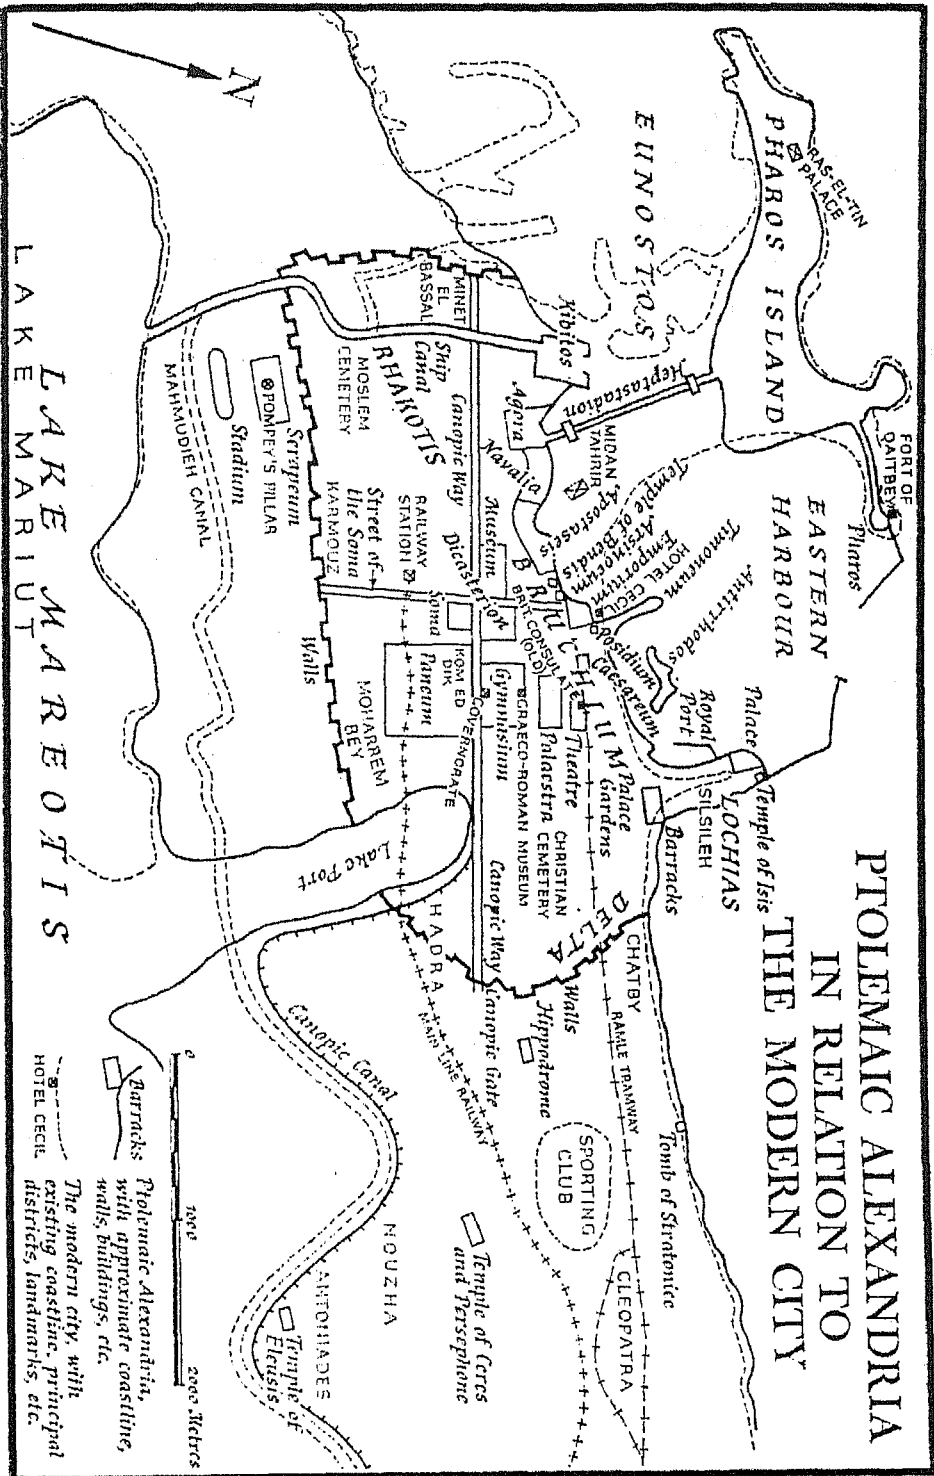 PTOLEMAIC ALEXANDRIA
IN RELATION TO
THE MODERN CITY
N
PHAROS ISLAND
RAS-EL-TIN
PALACE
FORT OF
QAITBEY
Pharos
EUNOSTOS
Heptastadion
EASTERN
HARBOUR
Timoneum
Antirrhodos
Palace
Royal
Port
Temple of Isis
LOCHIAS
SILSILEH
Barracks
Kibitos
Agora
Navalia
MIDAN
TAHRIR
Apostaseis
Temple of Bendis
Arsinoeum
Emporium
HOTEL CECIL
Posidium
Caesareum
BRUCHEIUM
BRIT. CONSULATE
(OLD)
Theatre
Palaestra
Palace
Gardens
CHRISTIAN
CEMETERY
GRAECO-ROMAN MUSEUM
Gymnasium
GOVERNORATE
Museum
Dicasterion
Soma
Canopic Way
Canopic Way
Canopic Gate
MINET
EL
BASSAL
Ship
Canal
RHAKOTIS
MOSLEM
CEMETERY
RAILWAY
STATION
Street of
the Soma
KARMOUZ
KOM ED
DIK
Paneum
MOHARREM
BEY
Walls
Serapeum
POMPEY'S PILLAR
Stadium
MAHMUDIEH CANAL
LAKE MAREOTIS
LAKE MARIUT
Lake Port
HADRA
DELTA
CHATBY
Walls
Hippodrome
RAMLE TRAMWAY
MAIN LINE RAILWAY
Tomb of Stratonice
SPORTING
CLUB
CLEOPATRA
Temple of Ceres
and Persephone
Canopic Canal
NOUZHA
ANTONIADES
Temple of
Eleusis
0 1000 2000 Metres
Barracks
Ptolemaic Alexandria,
with approximate coastline,
walls, buildings, etc.
HOTEL CECIL
The modern city, with
existing coastline, principal
districts, landmarks, etc.